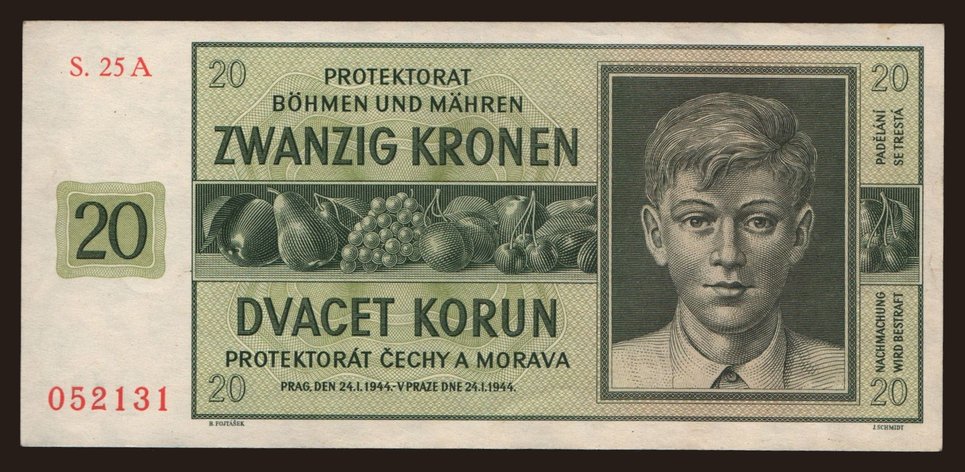 S. 25 A
20
20
PROTEKTORAT
BÖHMEN UND MÄHREN
ZWANZIG KRONEN
20
DVACET KORUN
PROTEKTORÁT ČECHY A MORAVA
PRAG, DEN 24.I.1944.-V PRAZE DNE 24.I.1944.
PADĚLÁNÍ
SE TRESTÁ
NACHMACHUNG
WIRD BESTRAFT
052131
20
20
B. FOJTÁŠEK
J. SCHMIDT